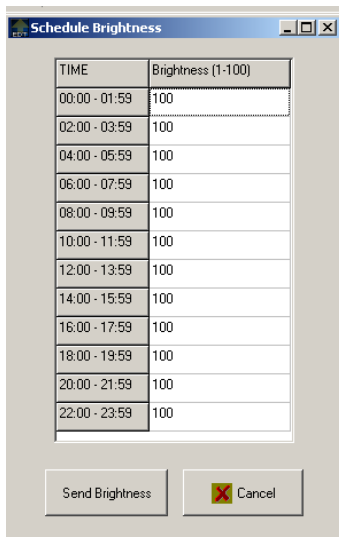 Schedule Brightness
TIME Brightness (1-100)
00:00 - 01:59 100
02:00 - 03:59 100
04:00 - 05:59 100
06:00 - 07:59 100
08:00 - 09:59 100
10:00 - 11:59 100
12:00 - 13:59 100
14:00 - 15:59 100
16:00 - 17:59 100
18:00 - 19:59 100
20:00 - 21:59 100
22:00 - 23:59 100
Send Brightness Cancel